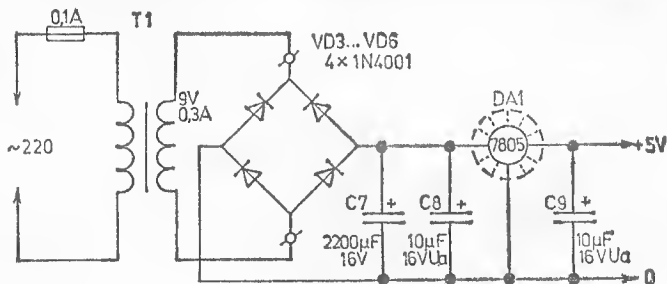 0,1A
T1
~220
9V
0,3A
VD3...VD6
4×1N4001
DA1
7805
+5V
C7 +
2200μF
16V
C8 +
10μF
16VUa
C9 +
10μF
16VUa
0